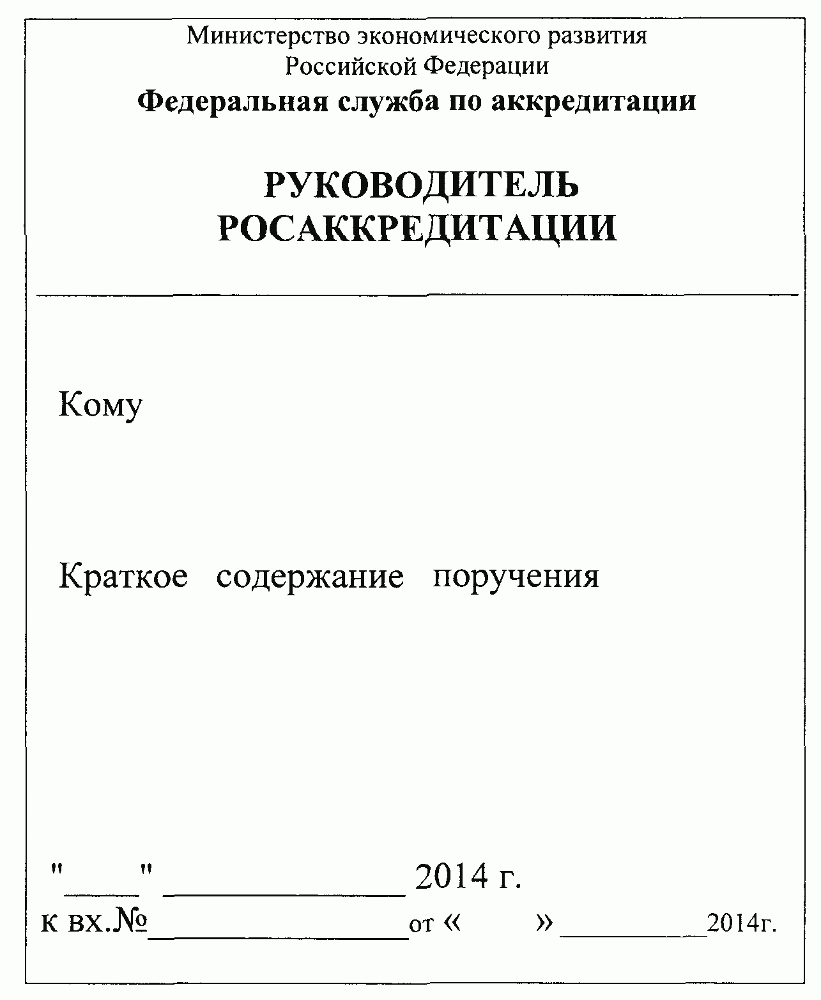 Министерство экономического развития
Российской Федерации
Федеральная служба по аккредитации
РУКОВОДИТЕЛЬ
РОСАККРЕДИТАЦИИ
Кому
Краткое содержание поручения
"____" _____________ 2014 г.
к вх.№______________от « » _________2014г.